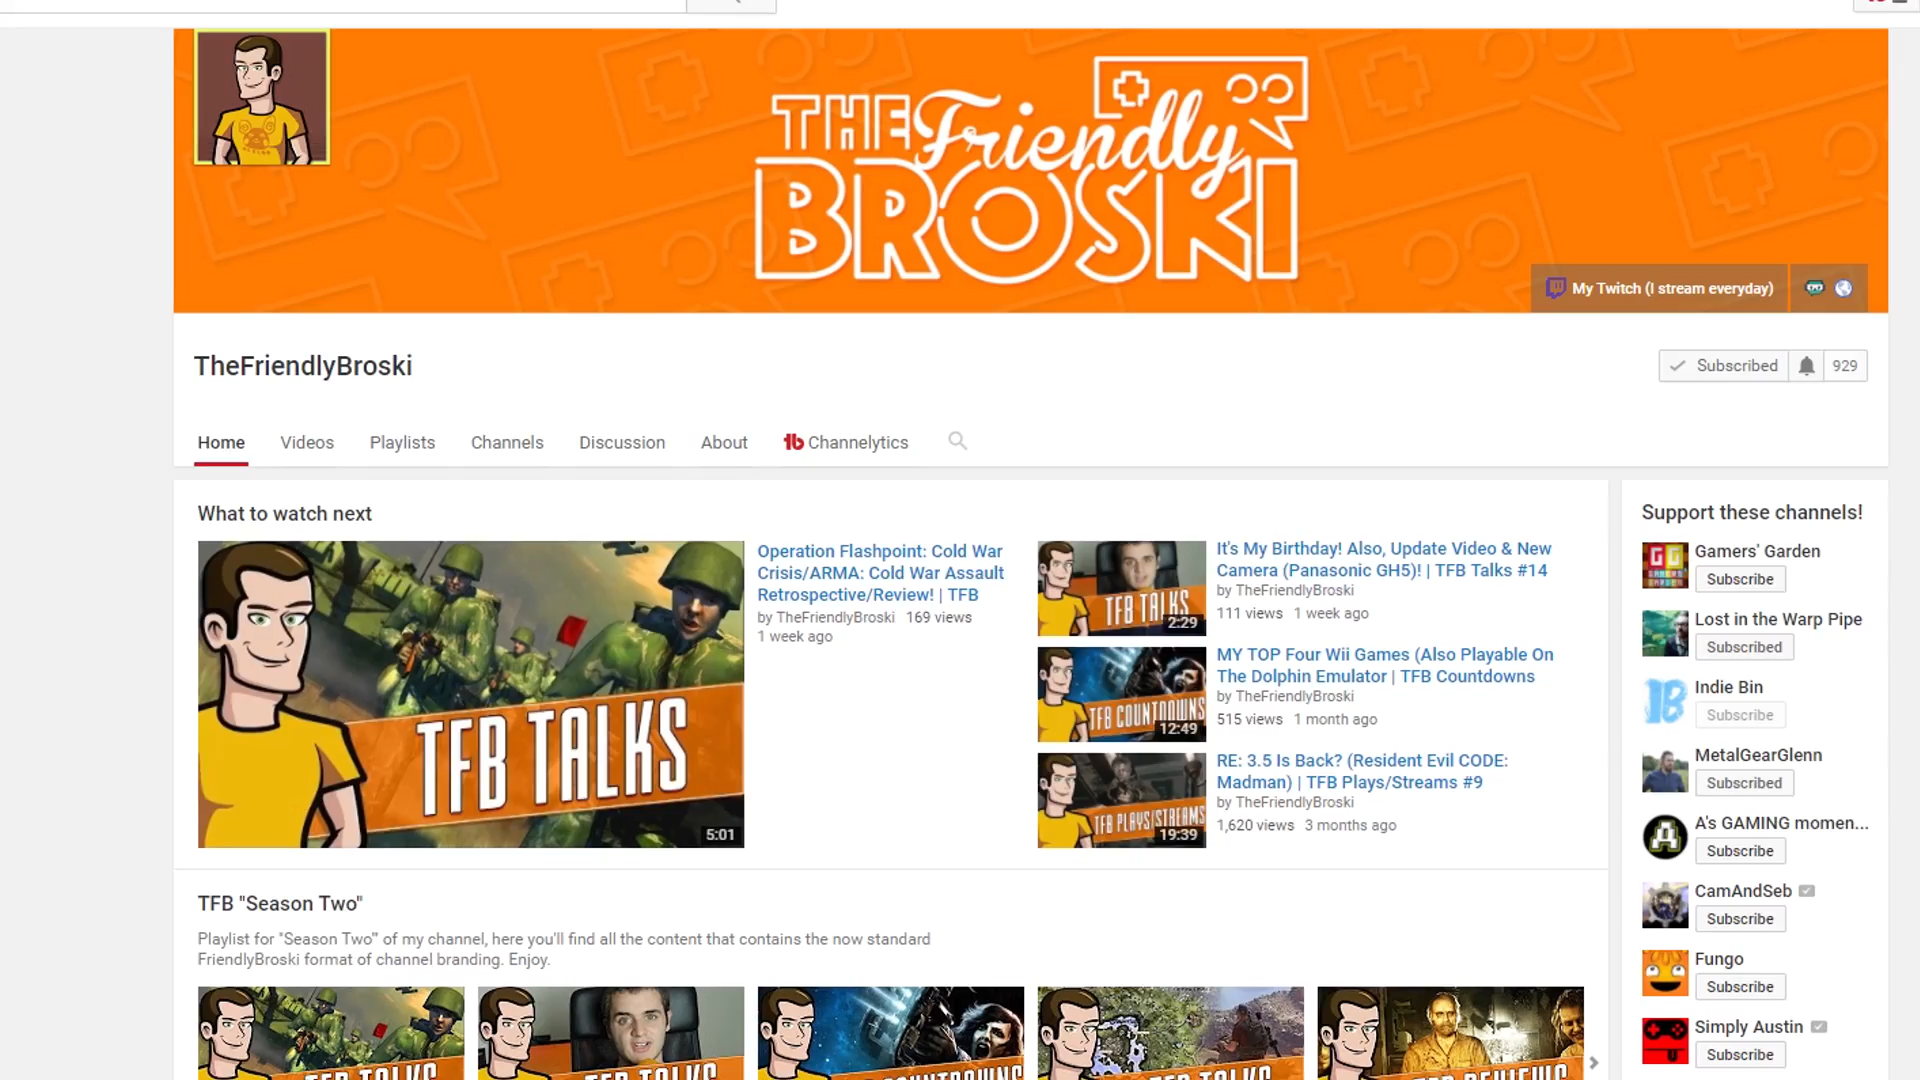 THE Friendly
BROSKI
My Twitch (I stream everyday)
TheFriendlyBroski
Subscribed
929
Home
Videos
Playlists
Channels
Discussion
About
Channelytics
What to watch next
TFB TALKS
5:01
Operation Flashpoint: Cold War
Crisis/ARMA: Cold War Assault
Retrospective/Review! | TFB
by TheFriendlyBroski 169 views
1 week ago
TFB TALKS
2:29
It's My Birthday! Also, Update Video & New
Camera (Panasonic GH5)! | TFB Talks #14
by TheFriendlyBroski
111 views 1 week ago
TFB COUNTDOWNS
12:49
MY TOP Four Wii Games (Also Playable On
The Dolphin Emulator | TFB Countdowns
by TheFriendlyBroski
515 views 1 month ago
TFB PLAYS/STREAMS
19:39
RE: 3.5 Is Back? (Resident Evil CODE:
Madman) | TFB Plays/Streams #9
by TheFriendlyBroski
1,620 views 3 months ago
TFB "Season Two"
Playlist for "Season Two" of my channel, here you'll find all the content that contains the now standard
FriendlyBroski format of channel branding. Enjoy.
TFB TALKS
TFB TALKS
COUNTDOWNS
TFB TALKS
TFB REVIEWS
Support these channels!
Gamers' Garden
Subscribe
Lost in the Warp Pipe
Subscribed
Indie Bin
Subscribe
MetalGearGlenn
Subscribed
A's GAMING momen...
Subscribe
CamAndSeb
Subscribe
Fungo
Subscribe
Simply Austin
Subscribe